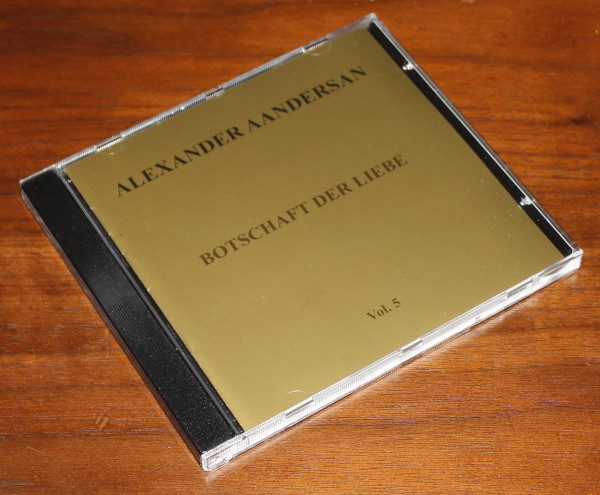 ALEXANDER AANDERSAN
BOTSCHAFT DER LIEBE
Vol. 5